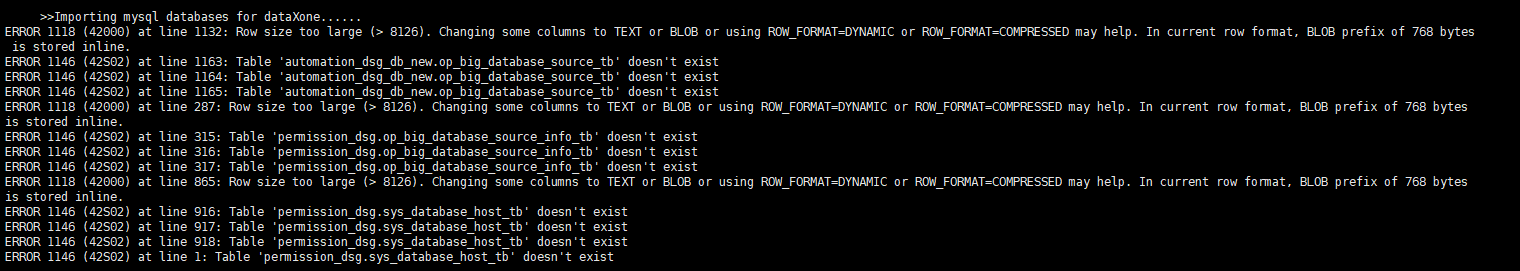 >>Importing mysql databases for dataXone......
ERROR 1118 (42000) at line 1132: Row size too large (> 8126). Changing some columns to TEXT or BLOB or using ROW_FORMAT=DYNAMIC or ROW_FORMAT=COMPRESSED may help. In current row format, BLOB prefix of 768 bytes
is stored inline.
ERROR 1146 (42S02) at line 1163: Table 'automation_dsg_db_new.op_big_database_source_tb' doesn't exist
ERROR 1146 (42S02) at line 1164: Table 'automation_dsg_db_new.op_big_database_source_tb' doesn't exist
ERROR 1146 (42S02) at line 1165: Table 'automation_dsg_db_new.op_big_database_source_tb' doesn't exist
ERROR 1118 (42000) at line 287: Row size too large (> 8126). Changing some columns to TEXT or BLOB or using ROW_FORMAT=DYNAMIC or ROW_FORMAT=COMPRESSED may help. In current row format, BLOB prefix of 768 bytes
is stored inline.
ERROR 1146 (42S02) at line 315: Table 'permission_dsg.op_big_database_source_info_tb' doesn't exist
ERROR 1146 (42S02) at line 316: Table 'permission_dsg.op_big_database_source_info_tb' doesn't exist
ERROR 1146 (42S02) at line 317: Table 'permission_dsg.op_big_database_source_info_tb' doesn't exist
ERROR 1118 (42000) at line 865: Row size too large (> 8126). Changing some columns to TEXT or BLOB or using ROW_FORMAT=DYNAMIC or ROW_FORMAT=COMPRESSED may help. In current row format, BLOB prefix of 768 bytes
is stored inline.
ERROR 1146 (42S02) at line 916: Table 'permission_dsg.sys_database_host_tb' doesn't exist
ERROR 1146 (42S02) at line 917: Table 'permission_dsg.sys_database_host_tb' doesn't exist
ERROR 1146 (42S02) at line 918: Table 'permission_dsg.sys_database_host_tb' doesn't exist
ERROR 1146 (42S02) at line 1: Table 'permission_dsg.sys_database_host_tb' doesn't exist